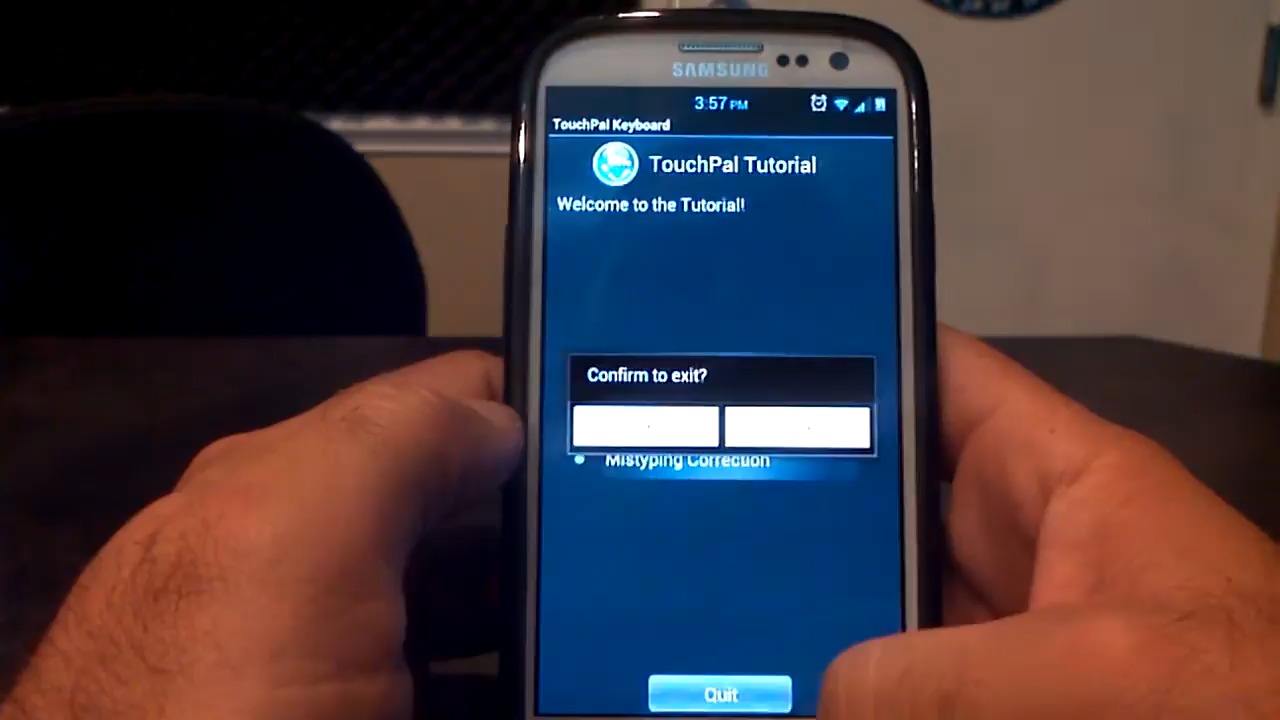 SAMSUNG
3:57 PM
TouchPal Keyboard
TouchPal Tutorial
Welcome to the Tutorial!
Confirm to exit?
Mistyping Correction
Quit